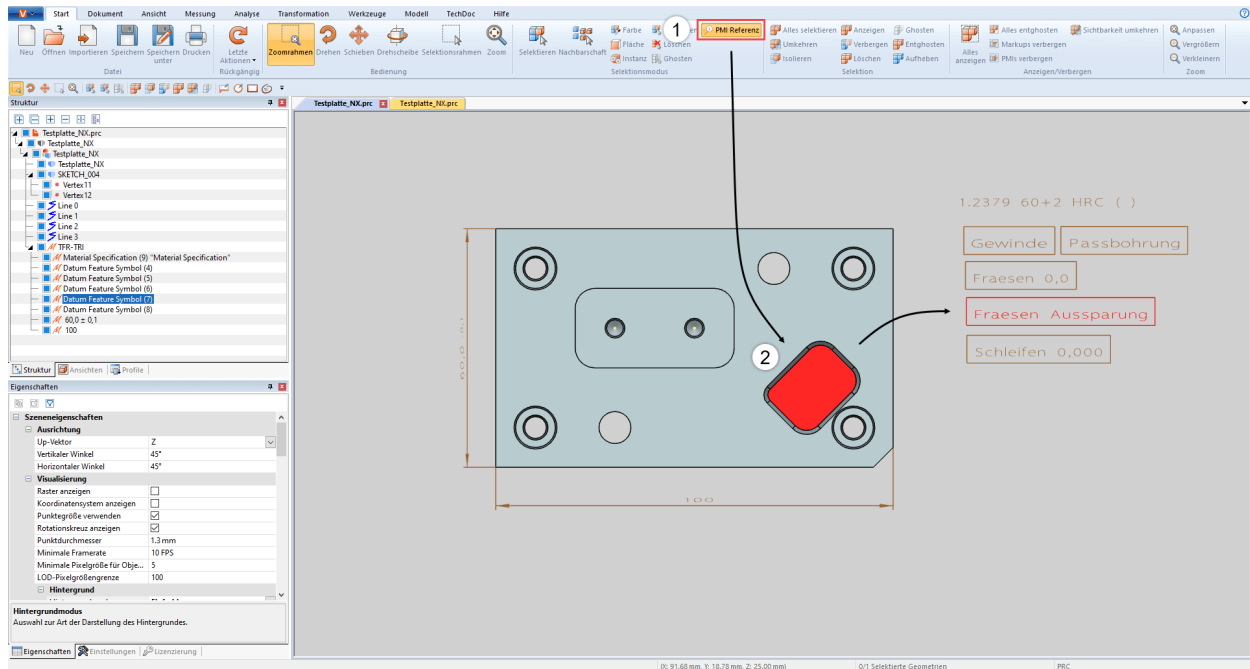 V Start Dokument Ansicht Messung Analyse Transformation Werkzeuge Modell TechDoc Hilfe
Neu Öffnen Importieren Speichern Speichern unter Drucken
Datei
Letzte Aktionen
Rückgängig
Zoomrahmen Drehen Schieben Drehscheibe Selektionsrahmen Zoom
Bedienung
Selektieren Nachbarschaft
Farbe
Fläche Löschen
Instanz Ghosten
1
PMI Referenz
Selektionsmodus
Alles selektieren Anzeigen Ghosten
Umkehren Verbergen Entghosten
Isolieren Löschen Aufheben
Selektion
Alles anzeigen
Alles entghosten Sichtbarkeit umkehren
Markups verbergen
PMIs verbergen
Anzeigen/Verbergen
Anpassen
Vergrößern
Verkleinern
Zoom
Struktur
Testplatte_NX.prc
Testplatte_NX
Testplatte_NX
Testplatte_NX
SKETCH_004
Vertex11
Vertex12
Line 0
Line 1
Line 2
Line 3
TFR-TRI
Material Specification (9) "Material Specification"
Datum Feature Symbol (4)
Datum Feature Symbol (5)
Datum Feature Symbol (6)
Datum Feature Symbol (7)
Datum Feature Symbol (8)
60,0 ± 0,1
100
Struktur Ansichten Profile
Eigenschaften
Szeneneigenschaften
Ausrichtung
Up-Vektor Z
Vertikaler Winkel 45°
Horizontaler Winkel 45°
Visualisierung
Raster anzeigen
Koordinatensystem anzeigen
Punktegröße verwenden
Rotationskreuz anzeigen
Punktdurchmesser 1.3 mm
Minimale Framerate 10 FPS
Minimale Pixelgröße für Obje... 5
LOD-Pixelgrößengrenze 100
Hintergrund
Hintergrundmodus
Auswahl zur Art der Darstellung des Hintergrundes.
Eigenschaften Einstellungen Lizenzierung
Testplatte_NX.prc Testplatte_NX.prc
1.2379 60+2 HRC ( )
Gewinde Passbohrung
Fraesen 0,0
Fraesen Aussparung
Schleifen 0,000
2
100
(X: 91.68 mm, Y: 18.78 mm, Z: 25.00 mm) 0/1 Selektierte Geometrien PRC